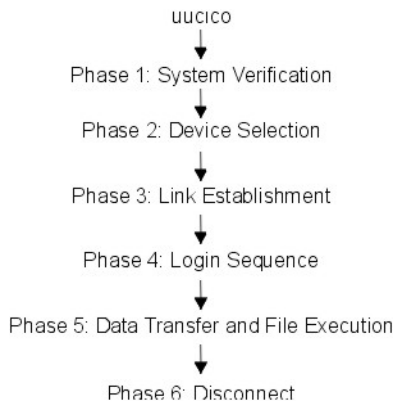 uucico
Phase 1: System Verification
Phase 2: Device Selection
Phase 3: Link Establishment
Phase 4: Login Sequence
Phase 5: Data Transfer and File Execution
Phase 6: Disconnect